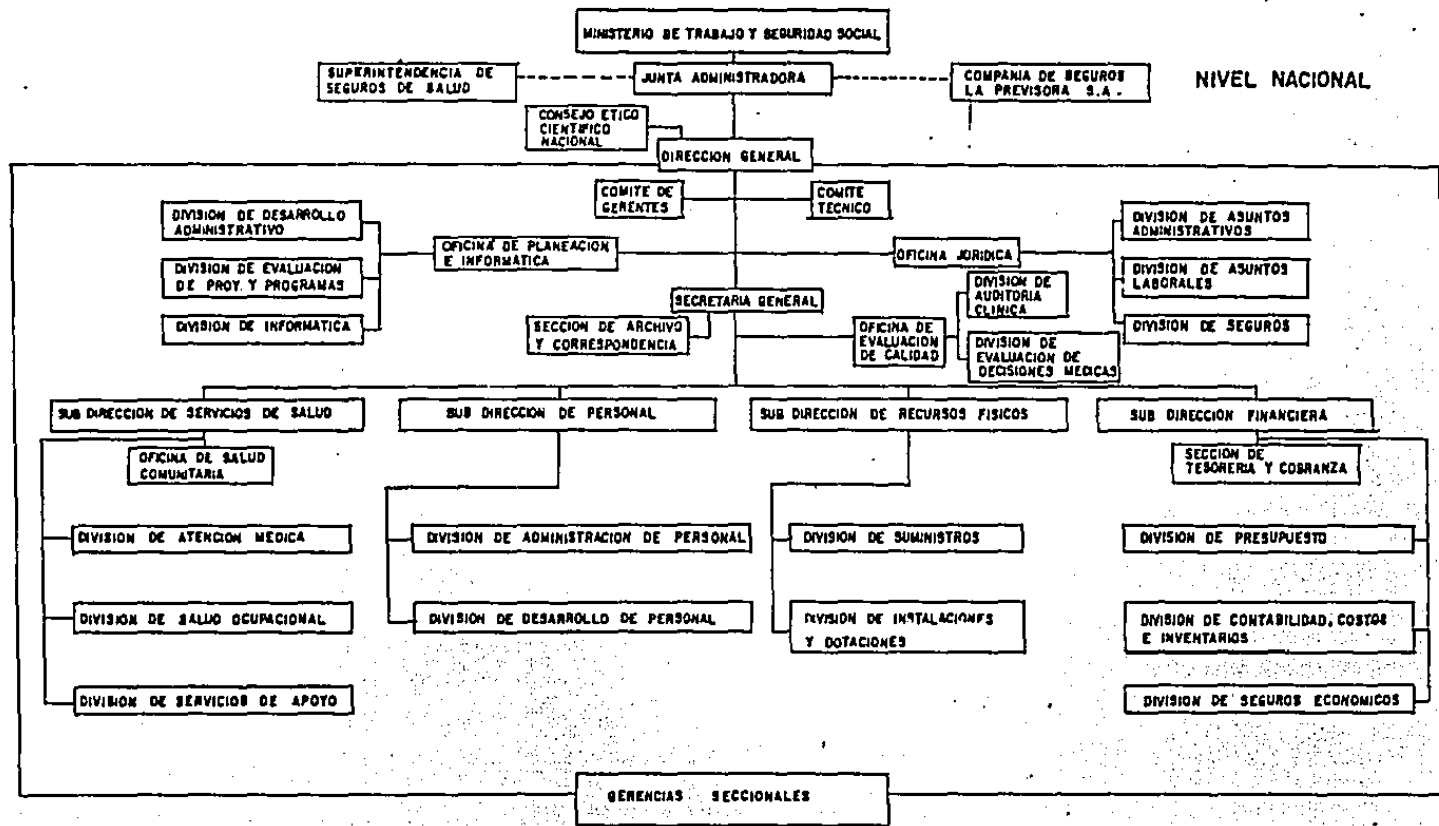 MINISTERIO DE TRABAJO Y SEGURIDAD SOCIAL
SUPERINTENDENCIA DE
SEGUROS DE SALUD
JUNTA ADMINISTRADORA
COMPAÑIA DE SEGUROS
LA PREVISORA S.A.
NIVEL NACIONAL
CONSEJO ETICO
CIENTIFICO
NACIONAL
DIRECCION GENERAL
COMITE DE
GERENTES
COMITE
TECNICO
DIVISION DE DESARROLLO
ADMINISTRATIVO
DIVISION DE EVALUACION
DE PROY. Y PROGRAMAS
DIVISION DE INFORMATICA
OFICINA DE PLANEACION
E INFORMÁTICA
OFICINA JORIDICA
DIVISION DE ASUNTOS
ADMINISTRATIVOS
DIVISION DE ASUNTOS
LABORALES
DIVISION DE SEGUROS
SECRETARIA GENERAL
SECCION DE ARCHIVO
Y CORRESPONDENCIA
OFICINA DE
EVALUACION
DE CALIDAD
DIVISION DE
AUDITORIA
CLINICA
DIVISION DE
EVALUACION DE
DECISIONES MEDICAS
SUB DIRECCION DE SERVICIOS DE SALUD
SUB DIRECCION DE PERSONAL
SUB DIRECCION DE RECURSOS FISICOS
SUB DIRECCION FINANCIERA
OFICINA DE SALUD
COMUNITARIA
SECCION DE
TESORERIA Y COBRANZA
DIVISION DE ATENCION MEDICA
DIVISION DE ADMINISTRACION DE PERSONAL
DIVISION DE SUMINISTROS
DIVISION DE PRESUPUESTO
DIVISION DE SALUD OCUPACIONAL
DIVISION DE DESARROLLO DE PERSONAL
DIVISION DE INSTALACIONES
Y DOTACIONES
DIVISION DE CONTABILIDAD, COSTOS
E INVENTARIOS
DIVISION DE SERVICIOS DE APOYO
DIVISION DE SEGUROS ECONOMICOS
GERENCIAS SECCIONALES